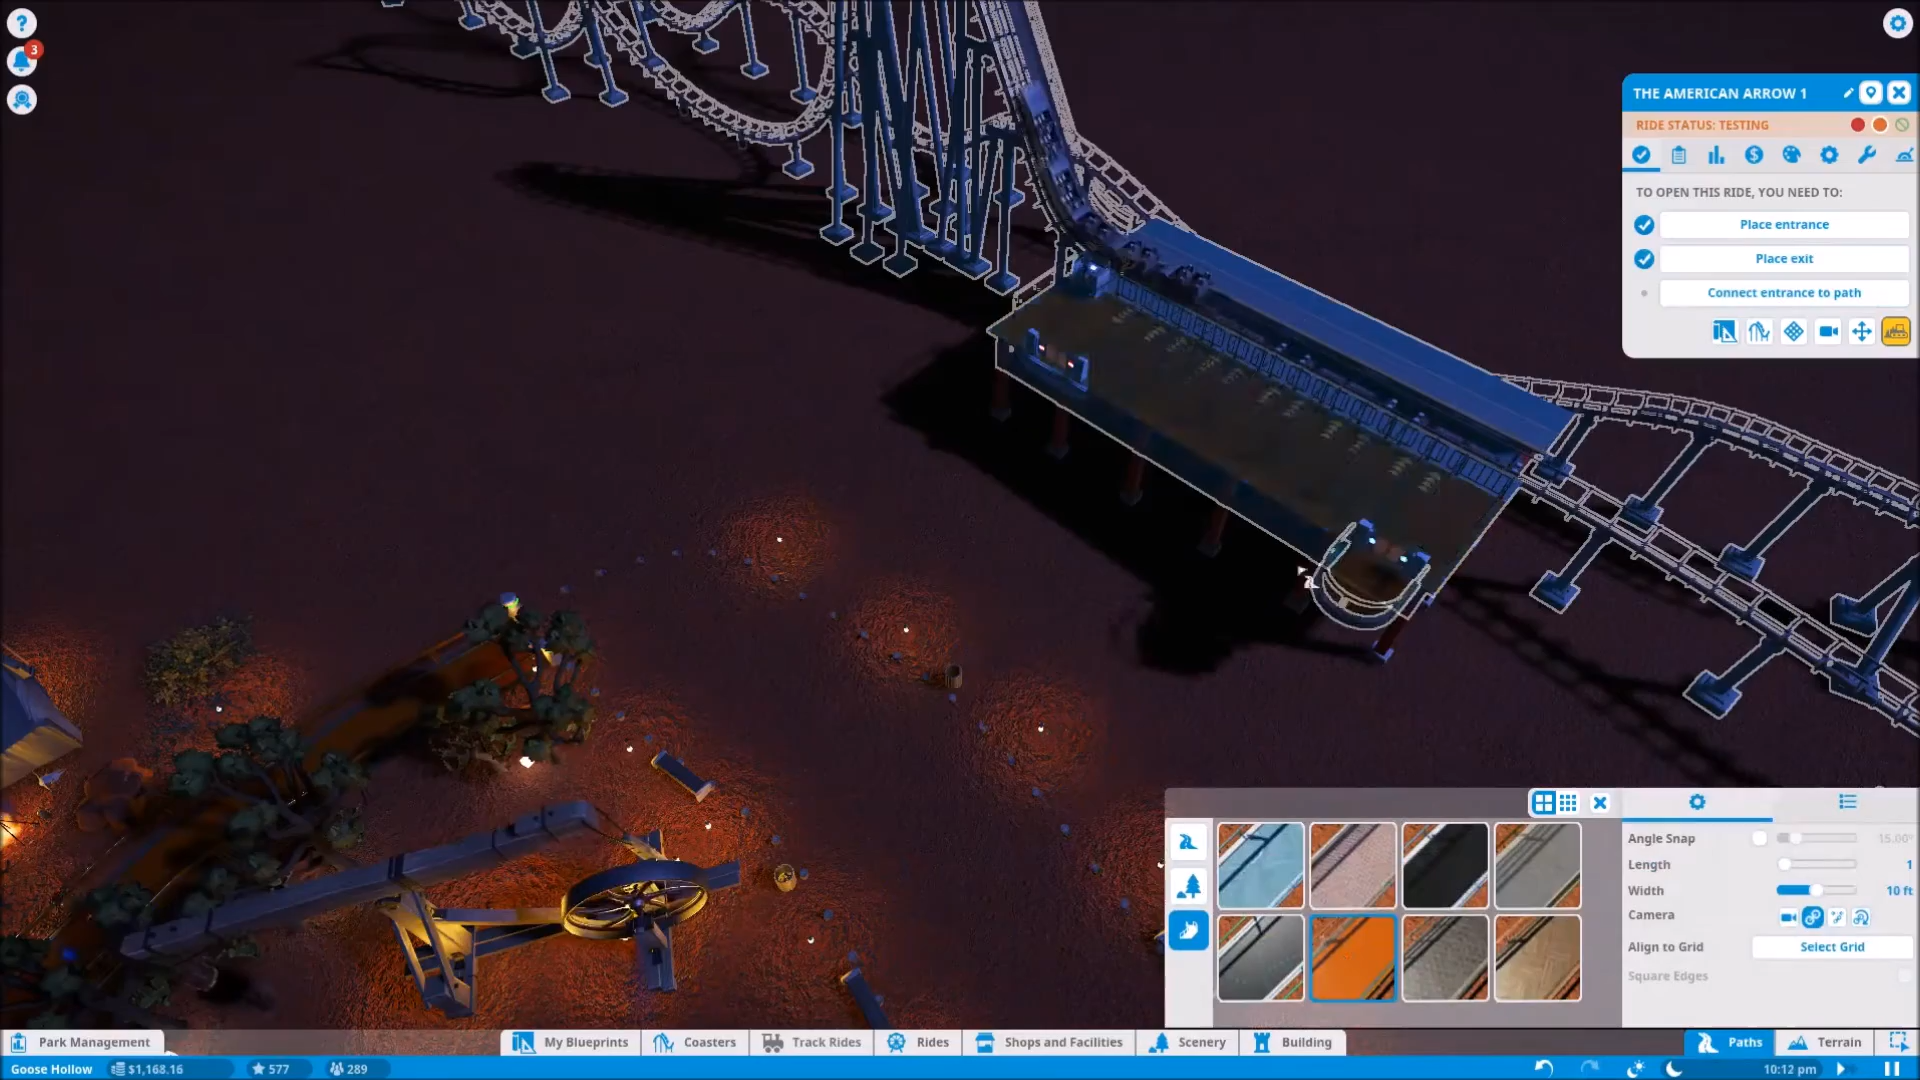 ?
3
THE AMERICAN ARROW 1
RIDE STATUS: TESTING
TO OPEN THIS RIDE, YOU NEED TO:
Place entrance
Place exit
Connect entrance to path
Angle Snap 15.00°
Length 1
Width 10 ft
Camera
Align to Grid Select Grid
Square Edges
Park Management My Blueprints Coasters Track Rides Rides Shops and Facilities Scenery Building Paths Terrain
Goose Hollow $1,168.16 577 289 10:12 pm